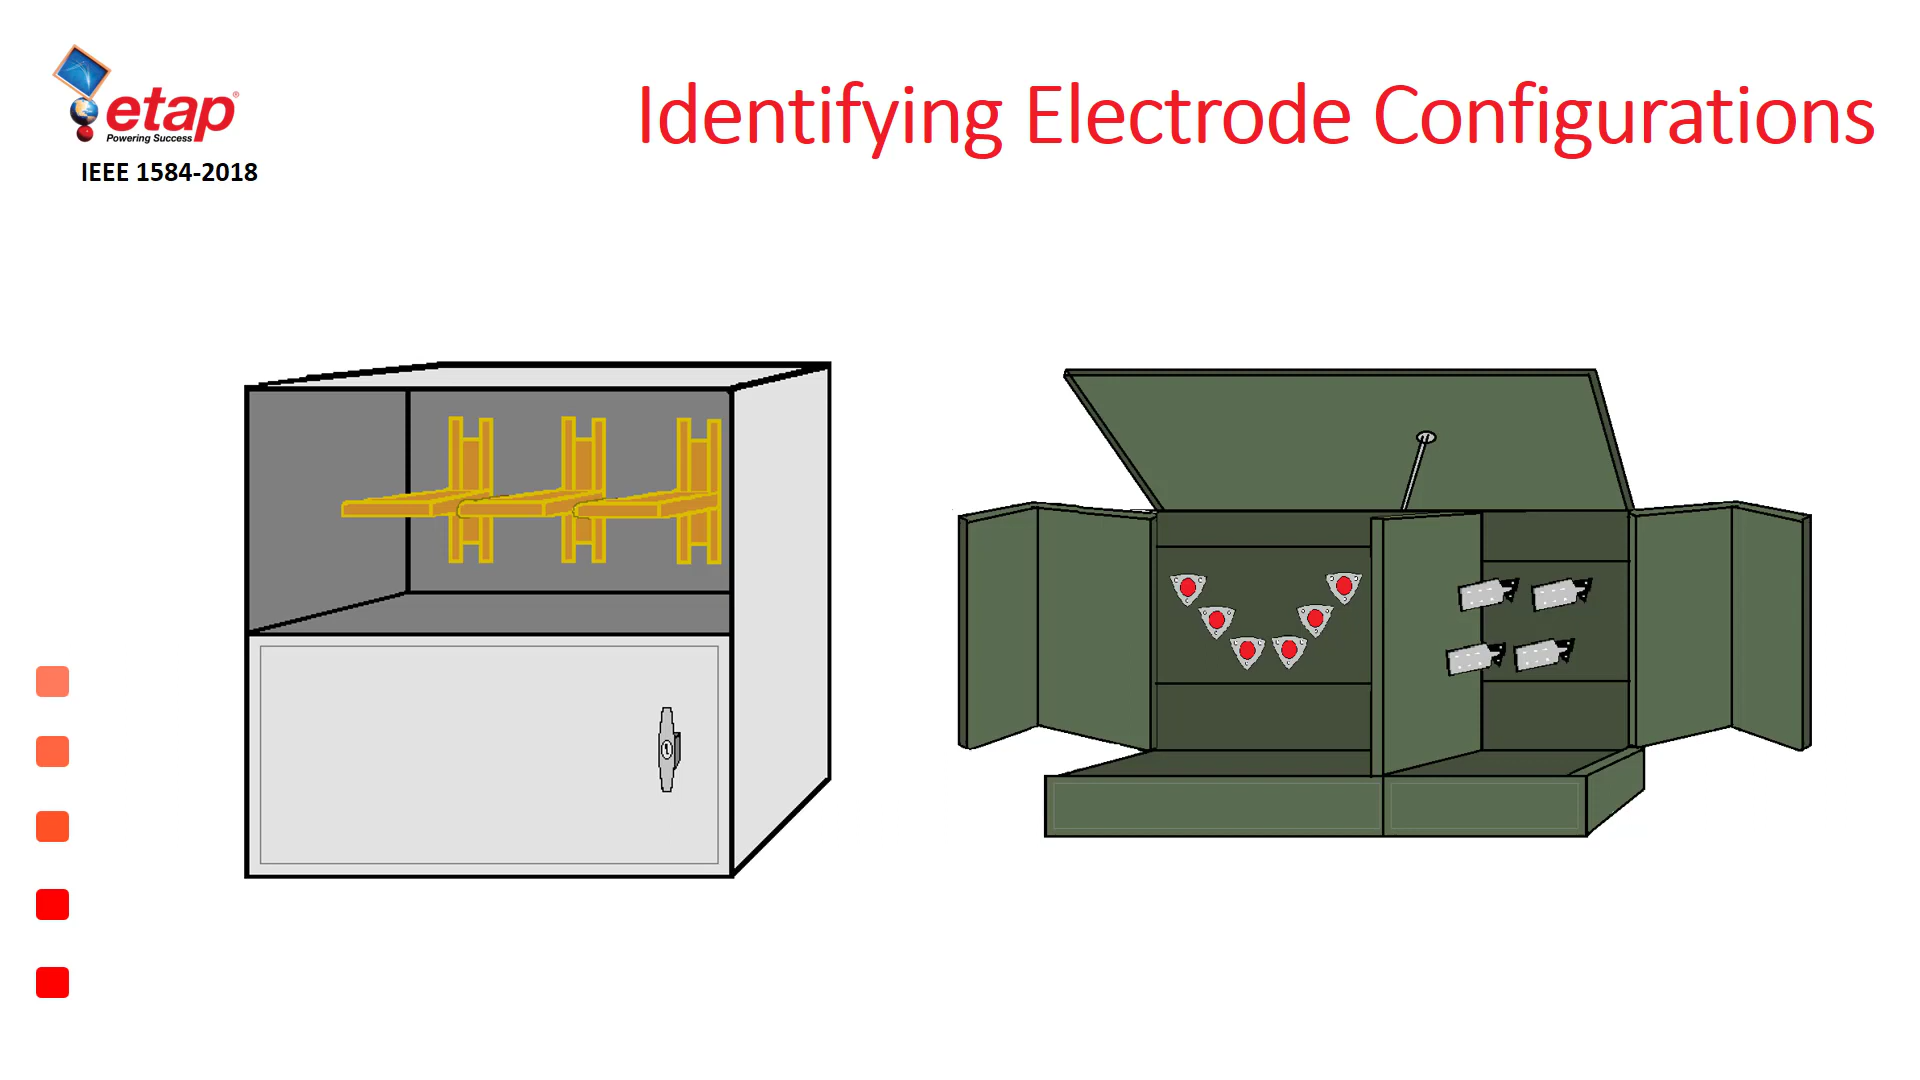 etap®
Powering Success
IEEE 1584-2018
Identifying Electrode Configurations